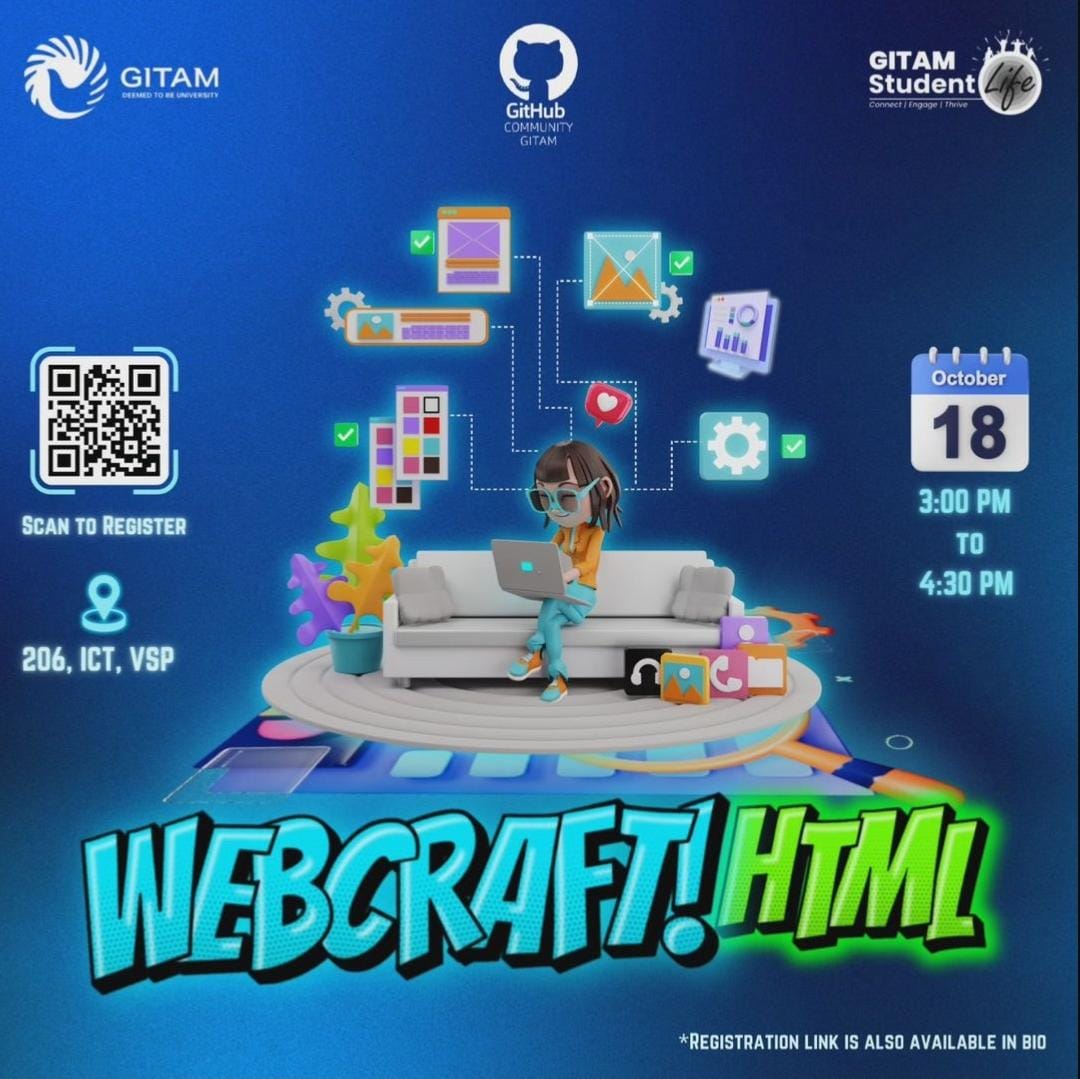 GITAM
DEEMED TO BE UNIVERSITY
GitHub
COMMUNITY
GITAM
GITAM
Student Life
Connect | Engage | Thrive
October
18
3:00 PM
TO
4:30 PM
SCAN TO REGISTER
206, ICT, VSP
WEBCRAFT! HTML
*REGISTRATION LINK IS ALSO AVAILABLE IN BIO